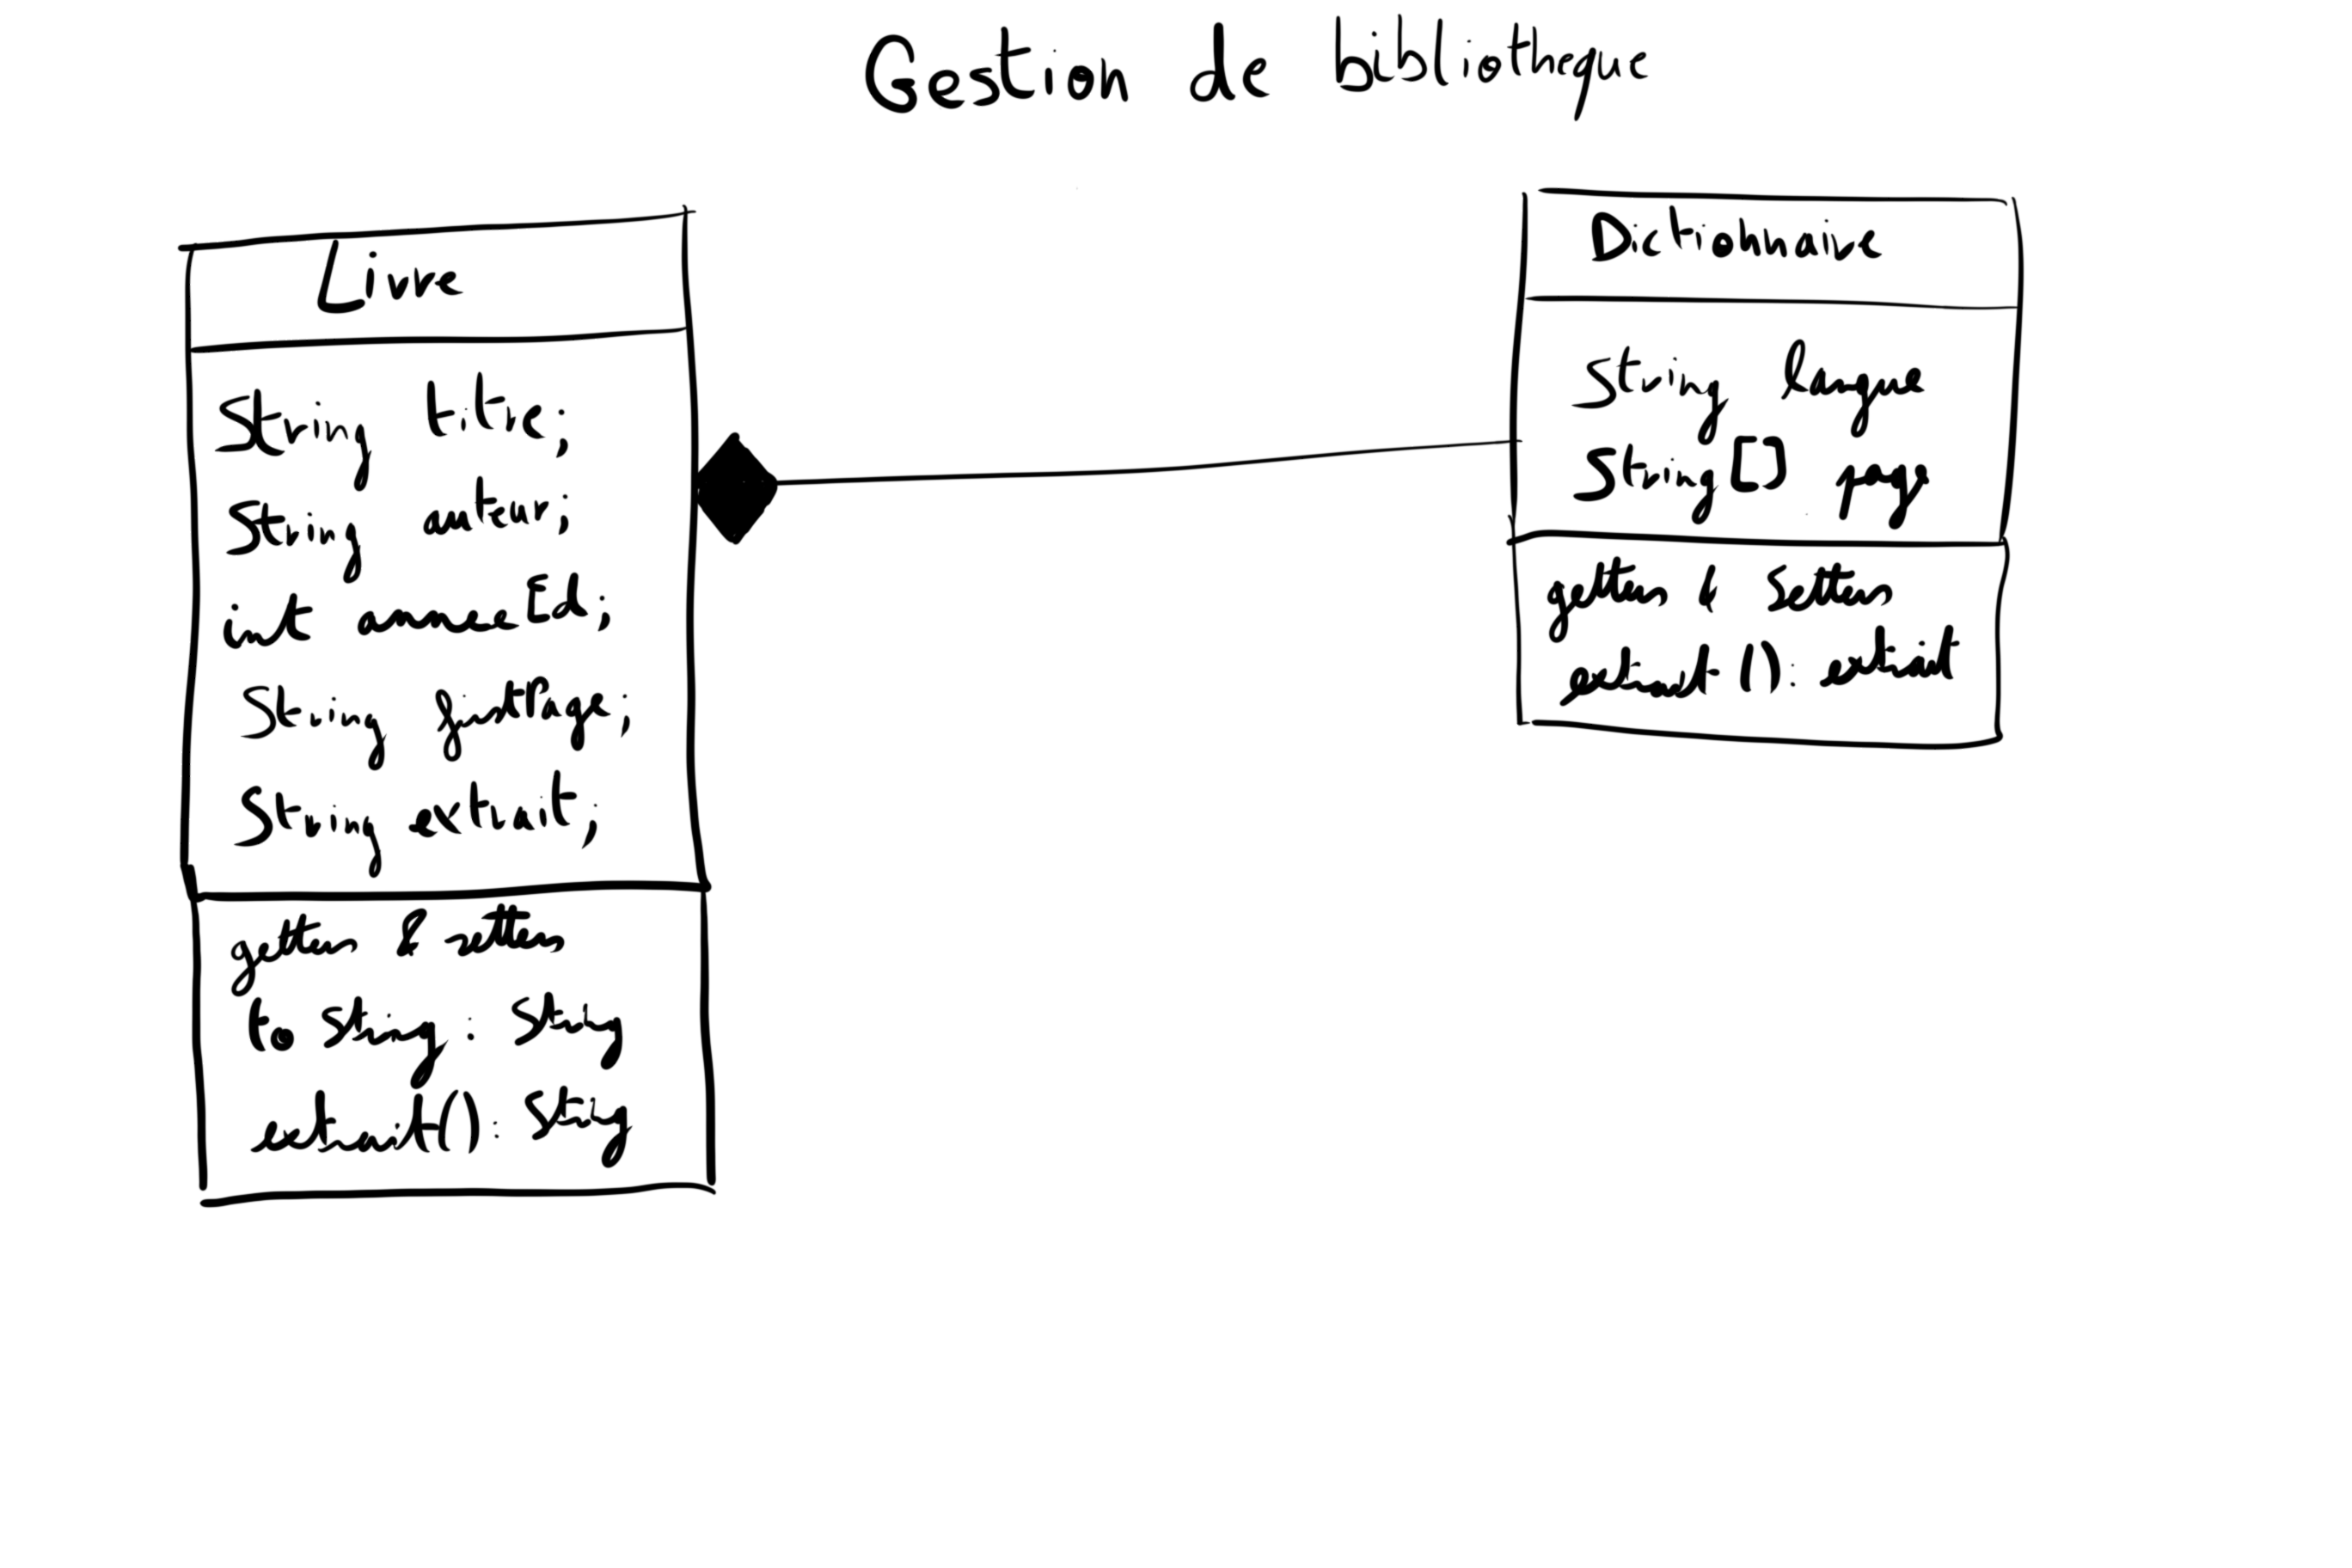 Gestion de bibliotheque
Livre
String titre;
String auteur;
int anneeEd;
String firstPage;
String extrait;
getters & setters
to String : String
extrait() : String
Dictionnaire
String langue
String[] page
getters & Setters
extrait () : extrait